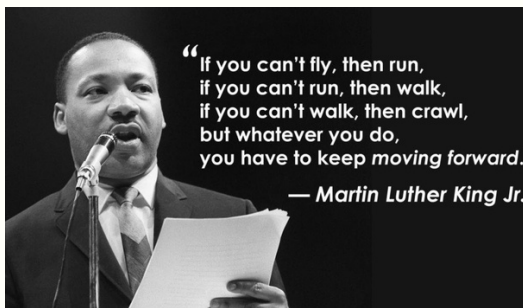 “If you can’t fly, then run,
if you can’t run, then walk,
if you can’t walk, then crawl,
but whatever you do,
you have to keep moving forward.
— Martin Luther King Jr.